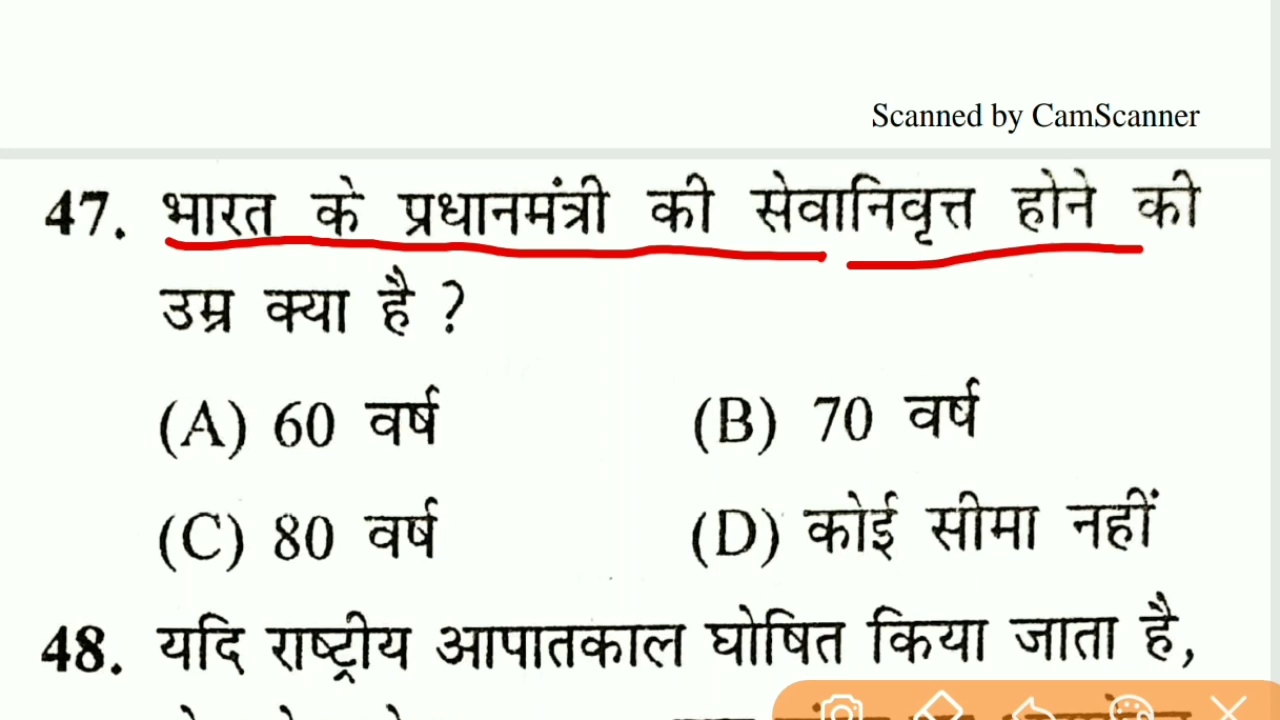 Scanned by CamScanner
47. भारत के प्रधानमंत्री की सेवानिवृत्त होने की
उम्र क्या है ?
(A) 60 वर्ष (B) 70 वर्ष
(C) 80 वर्ष (D) कोई सीमा नहीं
48. यदि राष्ट्रीय आपातकाल घोषित किया जाता है,